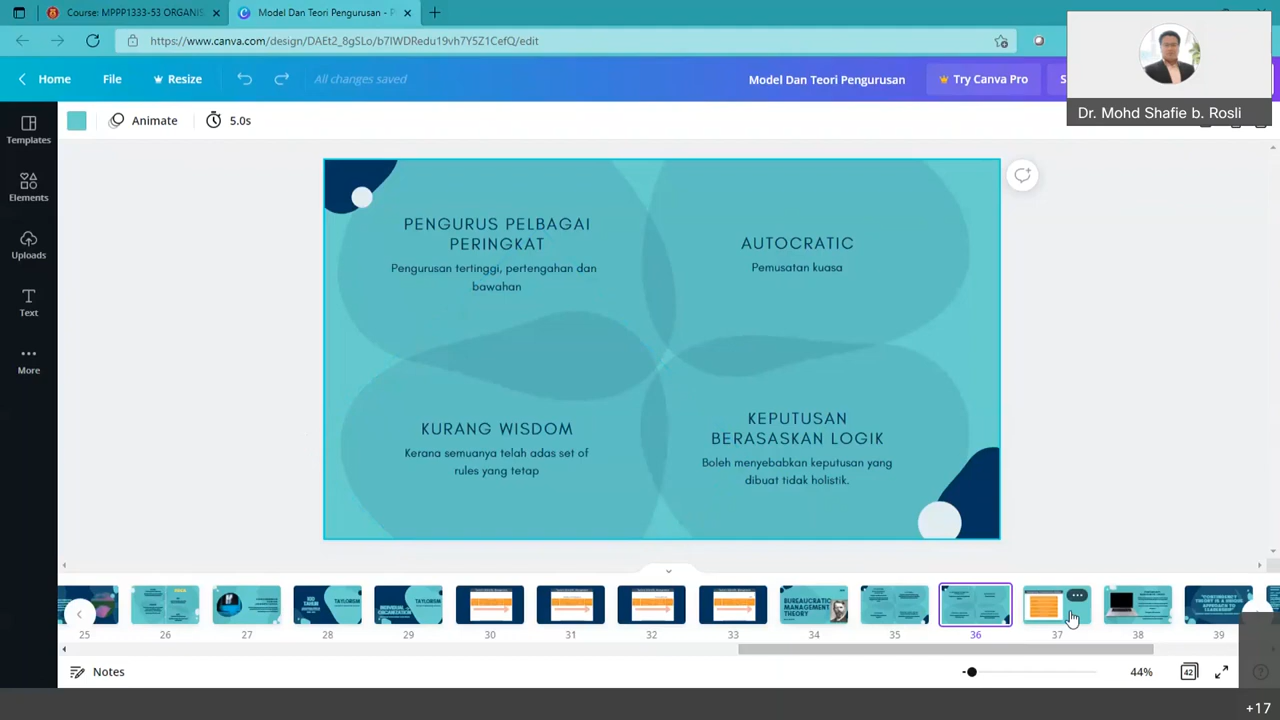 Course: MPPP1333-53 ORGANIS
Model Dan Teori Pengurusan - P
https://www.canva.com/design/DAEt2_8gSLo/b7IWDRedu19vh7Y5Z1CefQ/edit
Home
File
Resize
All changes saved
Model Dan Teori Pengurusan
Try Canva Pro
S
Dr. Mohd Shafie b. Rosli
Animate
5.0s
Templates
Elements
Uploads
Text
More
PENGURUS PELBAGAI
PERINGKAT
Pengurusan tertinggi, pertengahan dan
bawahan
AUTOCRATIC
Pemusatan kuasa
KURANG WISDOM
Kerana semuanya telah adas set of
rules yang tetap
KEPUTUSAN
BERASASKAN LOGIK
Boleh menyebabkan keputusan yang
dibuat tidak holistik.
TAYLORISM
TAYLORISM
BUREAUCRATIC
MANAGEMENT
THEORY
25
26
27
28
29
30
31
32
33
34
35
36
37
38
39
Notes
44%
42
+17